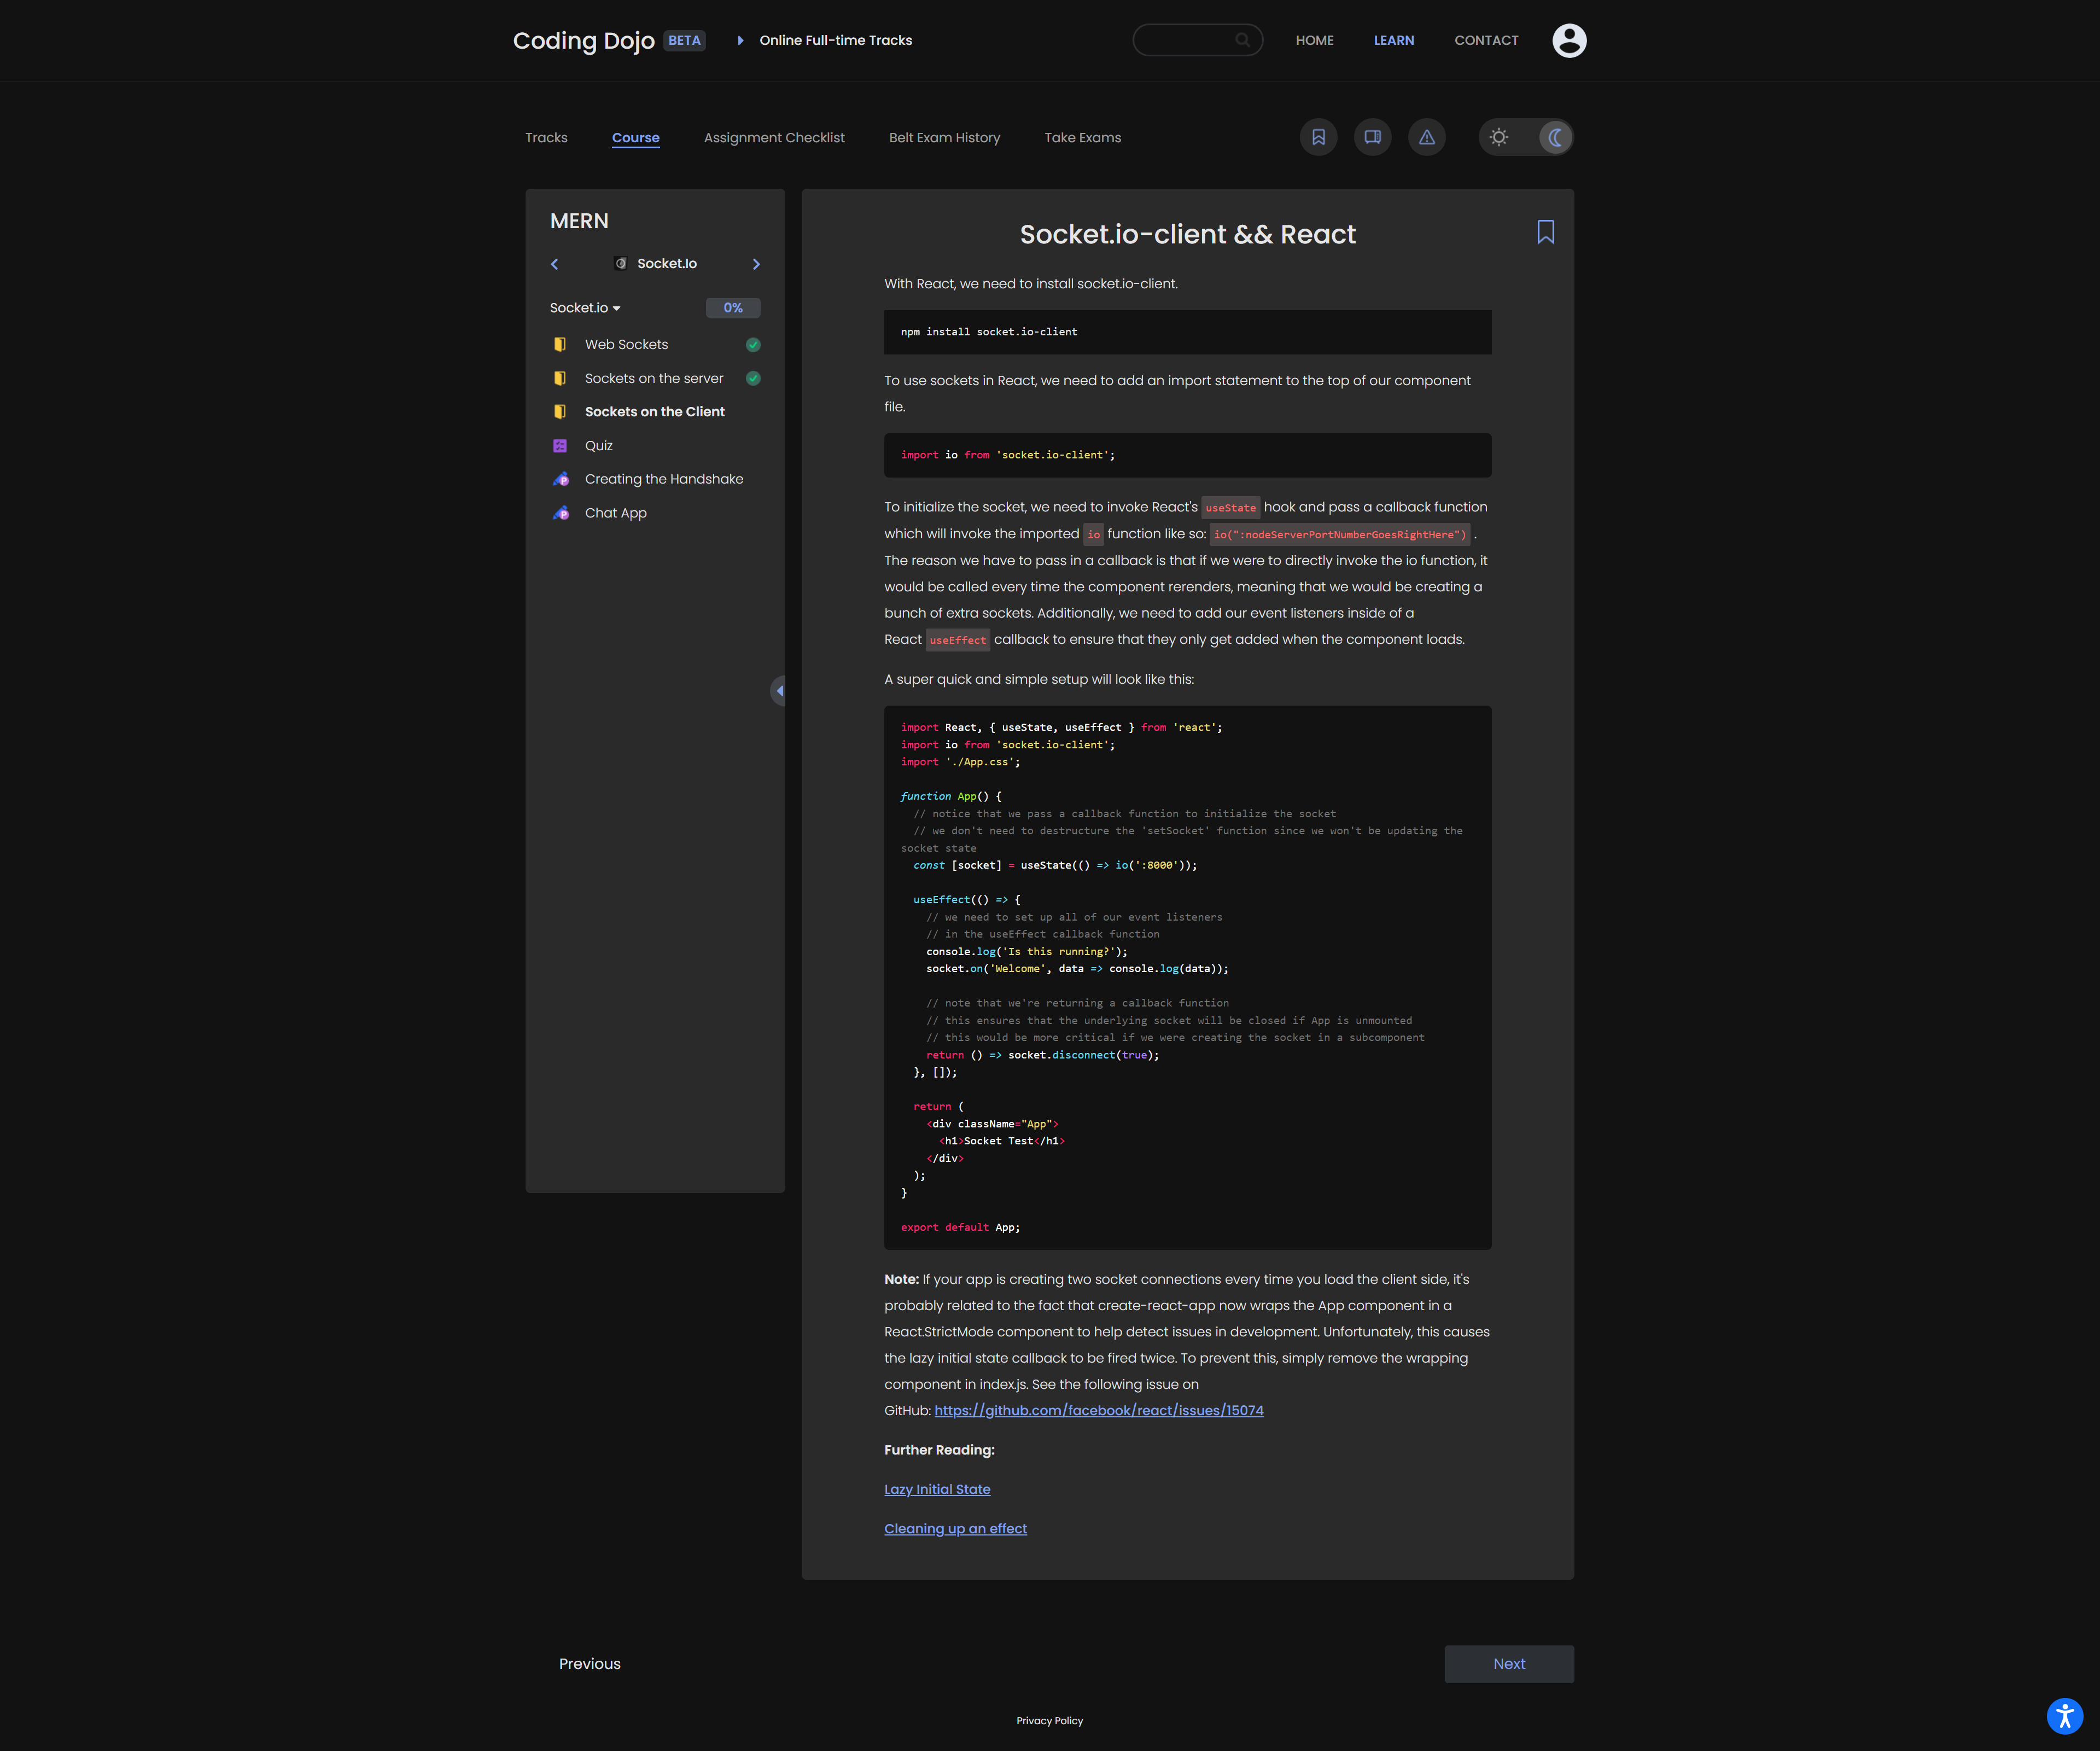 Coding Dojo BETA Online Full-time Tracks HOME LEARN CONTACT
Tracks Course Assignment Checklist Belt Exam History Take Exams
MERN
Socket.Io
Socket.io 0%
Web Sockets
Sockets on the server
Sockets on the Client
Quiz
Creating the Handshake
Chat App
Socket.io-client && React
With React, we need to install socket.io-client.
npm install socket.io-client
To use sockets in React, we need to add an import statement to the top of our component
file.
import io from 'socket.io-client';
To initialize the socket, we need to invoke React's useState hook and pass a callback function
which will invoke the imported io function like so: io(":nodeServerPortNumberGoesRightHere") .
The reason we have to pass in a callback is that if we were to directly invoke the io function, it
would be called every time the component rerenders, meaning that we would be creating a
bunch of extra sockets. Additionally, we need to add our event listeners inside of a
React useEffect callback to ensure that they only get added when the component loads.
A super quick and simple setup will look like this:
import React, { useState, useEffect } from 'react';
import io from 'socket.io-client';
import './App.css';
function App() {
// notice that we pass a callback function to initialize the socket
// we don't need to destructure the 'setSocket' function since we won't be updating the
socket state
const [socket] = useState(() => io(':8000'));
useEffect(() => {
// we need to set up all of our event listeners
// in the useEffect callback function
console.log('Is this running?');
socket.on('Welcome', data => console.log(data));
// note that we're returning a callback function
// this ensures that the underlying socket will be closed if App is unmounted
// this would be more critical if we were creating the socket in a subcomponent
return () => socket.disconnect(true);
}, []);
return (
<div className="App">
<h1>Socket Test</h1>
</div>
);
}
export default App;
Note: If your app is creating two socket connections every time you load the client side, it's
probably related to the fact that create-react-app now wraps the App component in a
React.StrictMode component to help detect issues in development. Unfortunately, this causes
the lazy initial state callback to be fired twice. To prevent this, simply remove the wrapping
component in index.js. See the following issue on
GitHub: https://github.com/facebook/react/issues/15074
Further Reading:
Lazy Initial State
Cleaning up an effect
Previous Next
Privacy Policy